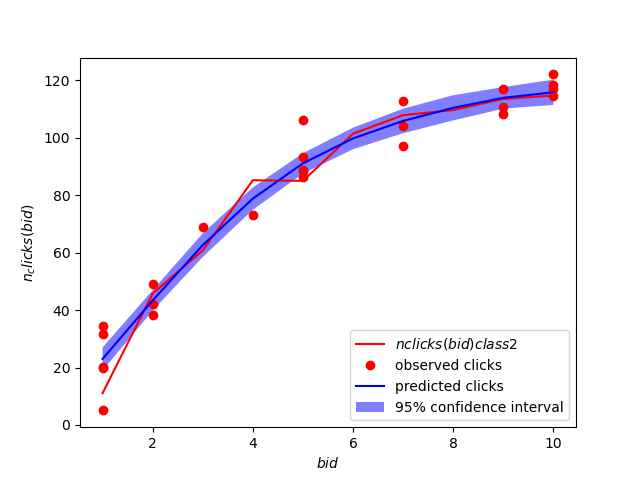 120
100
80
60
40
20
0
n_clicks(bid)
2
4
6
8
10
bid
nclicks(bid)class2
observed clicks
predicted clicks
95% confidence interval